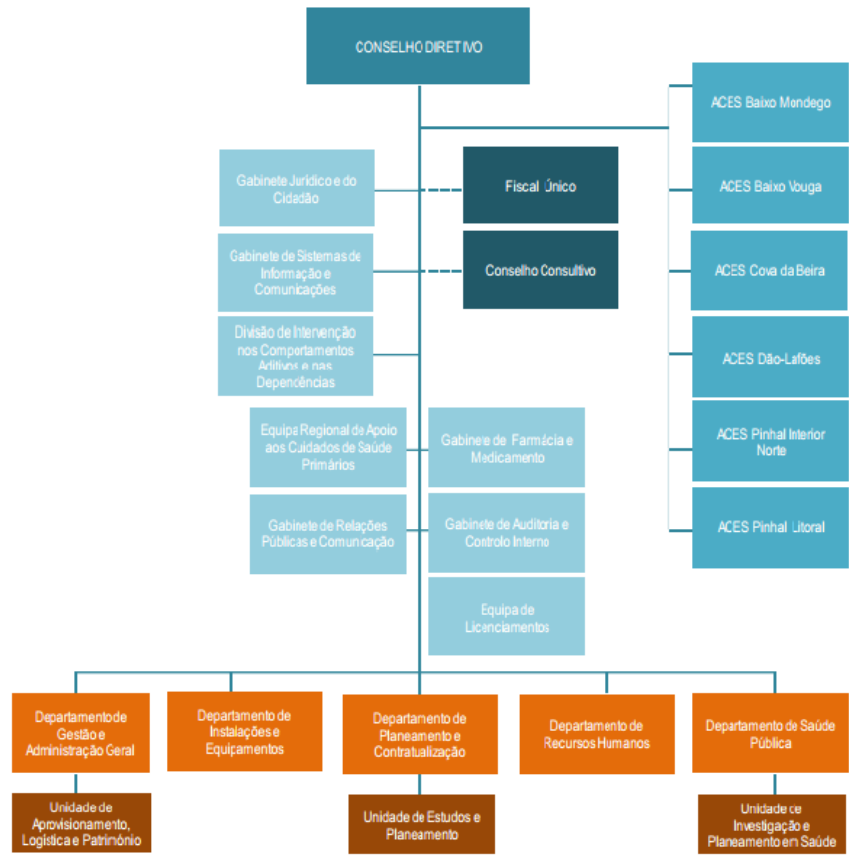 CONSELHO DIRETIVO
ACES Baixo Mondego
Gabinete Jurídico e do
Cidadão
Fiscal Único
ACES Baixo Vouga
Gabinete de Sistemas de
Informação e
Comunicações
Conselho Consultivo
ACES Cova da Beira
Divisão de Intervenção
nos Comportamentos
Aditivos e nas
Dependências
ACES Dão-Lafões
Equipa Regional de Apoio
aos Cuidados de Saúde
Primários
Gabinete de Farmácia e
Medicamento
ACES Pinhal Interior
Norte
Gabinete de Relações
Públicas e Comunicação
Gabinete de Auditoria e
Controlo Interno
ACES Pinhal Litoral
Equipa de
Licenciamentos
Departamento de
Gestão e
Administração Geral
Departamento de
Instalações e
Equipamentos
Departamento de
Planeamento e
Contratualização
Departamento de
Recursos Humanos
Departamento de Saúde
Pública
Unidade de
Aprovisionamento,
Logística e Património
Unidade de Estudos e
Planeamento
Unidade de
Investigação e
Planeamento em Saúde